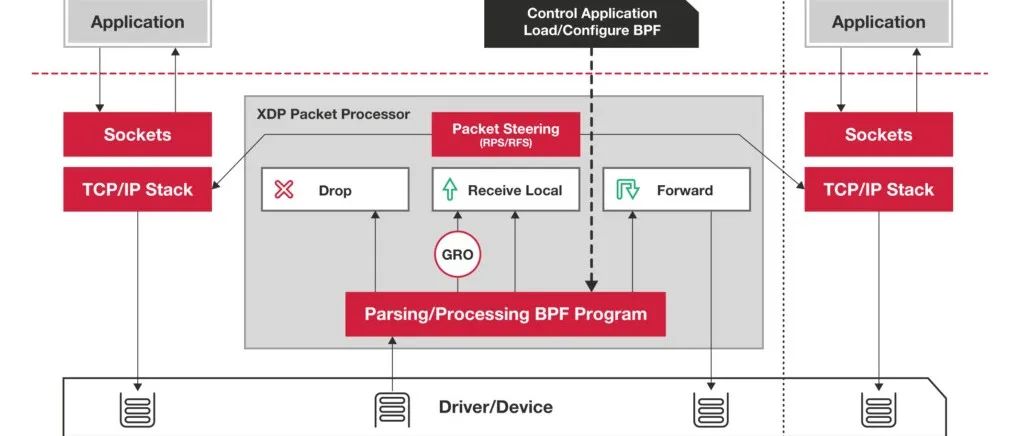 Application
Control Application
Load/Configure BPF
Application
XDP Packet Processor
Sockets
Packet Steering
(RPS/RFS)
Sockets
TCP/IP Stack
Drop
Receive Local
Forward
TCP/IP Stack
GRO
Parsing/Processing BPF Program
Driver/Device